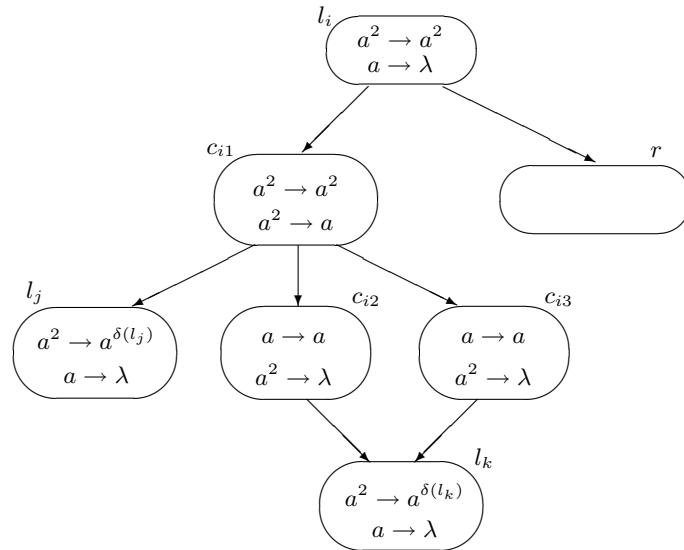 l_i
a^2 → a^2
a → λ
c_{i1}
r
a^2 → a^2
a^2 → a
l_j
c_{i2}
c_{i3}
a^2 → a^{δ(l_j)}
a → λ
a → a
a^2 → λ
a → a
a^2 → λ
l_k
a^2 → a^{δ(l_k)}
a → λ